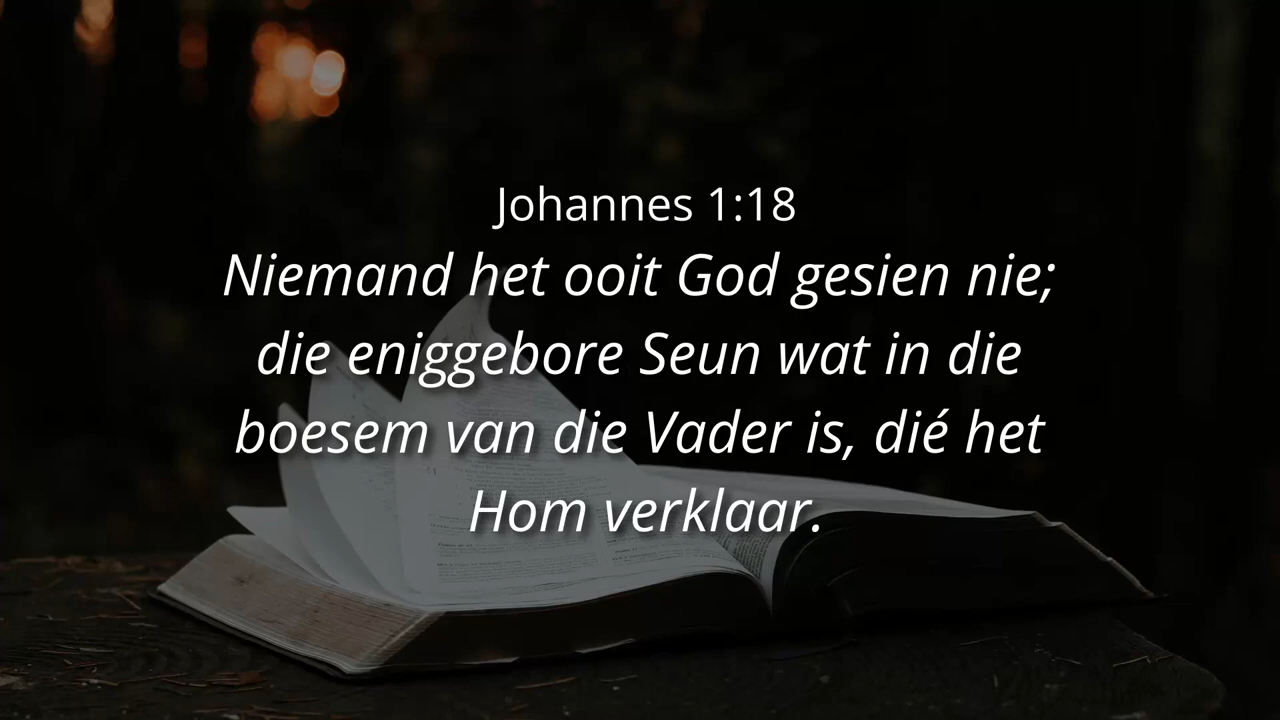 Johannes 1:18
Niemand het ooit God gesien nie;
die eniggebore Seun wat in die
boesem van die Vader is, dié het
Hom verklaar.